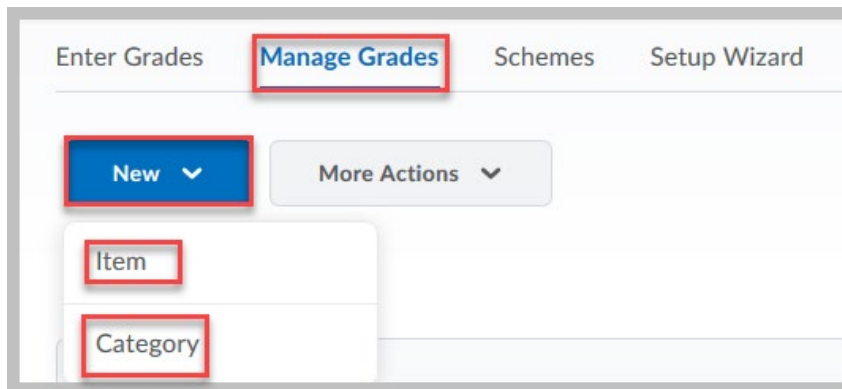 Enter Grades Manage Grades Schemes Setup Wizard
New More Actions
Item
Category